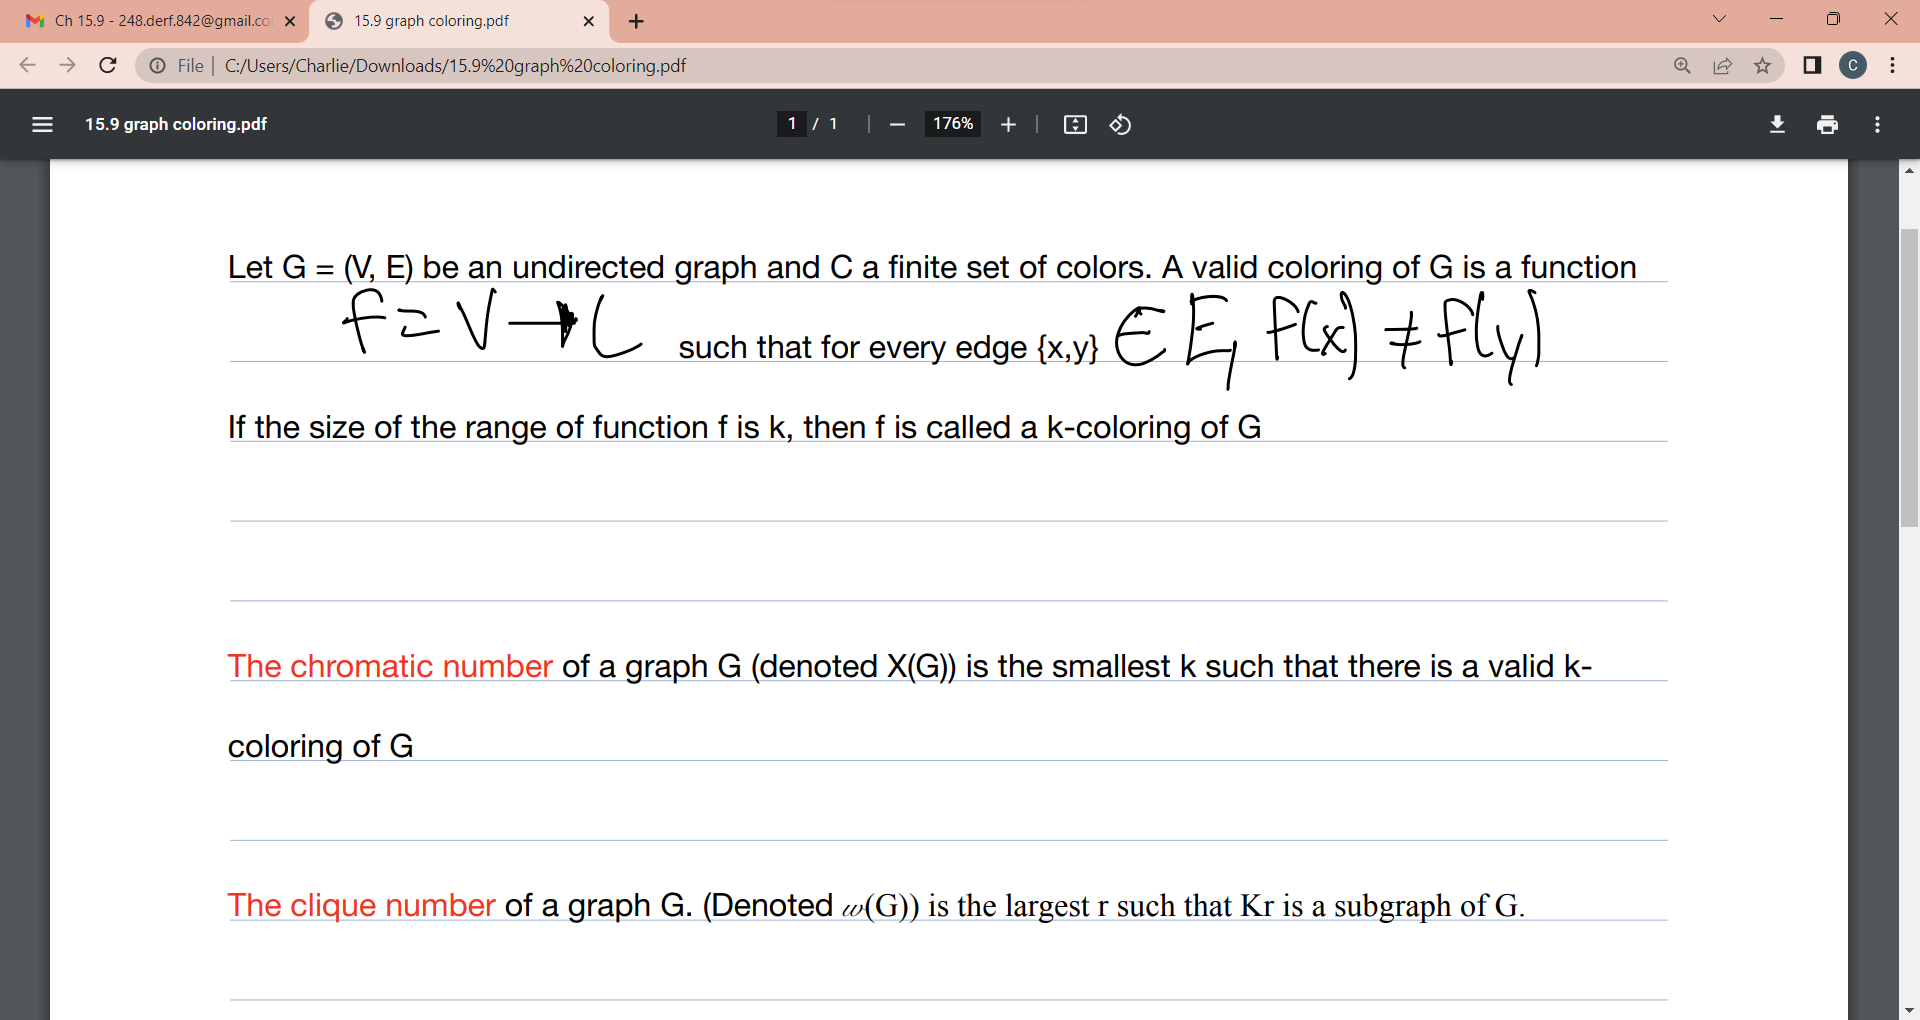 Ch 15.9 - 248.derf.842@gmail.co
15.9 graph coloring.pdf
File | C:/Users/Charlie/Downloads/15.9%20graph%20coloring.pdf
C
15.9 graph coloring.pdf
1 / 1 | − 176% + |
Let G = (V, E) be an undirected graph and C a finite set of colors. A valid coloring of G is a function
f = V → C such that for every edge {x,y} ∈ E, f(x) ≠ f(y)
If the size of the range of function f is k, then f is called a k-coloring of G
The chromatic number of a graph G (denoted X(G)) is the smallest k such that there is a valid k-
coloring of G
The clique number of a graph G. (Denoted 𝓌(G)) is the largest r such that Kr is a subgraph of G.